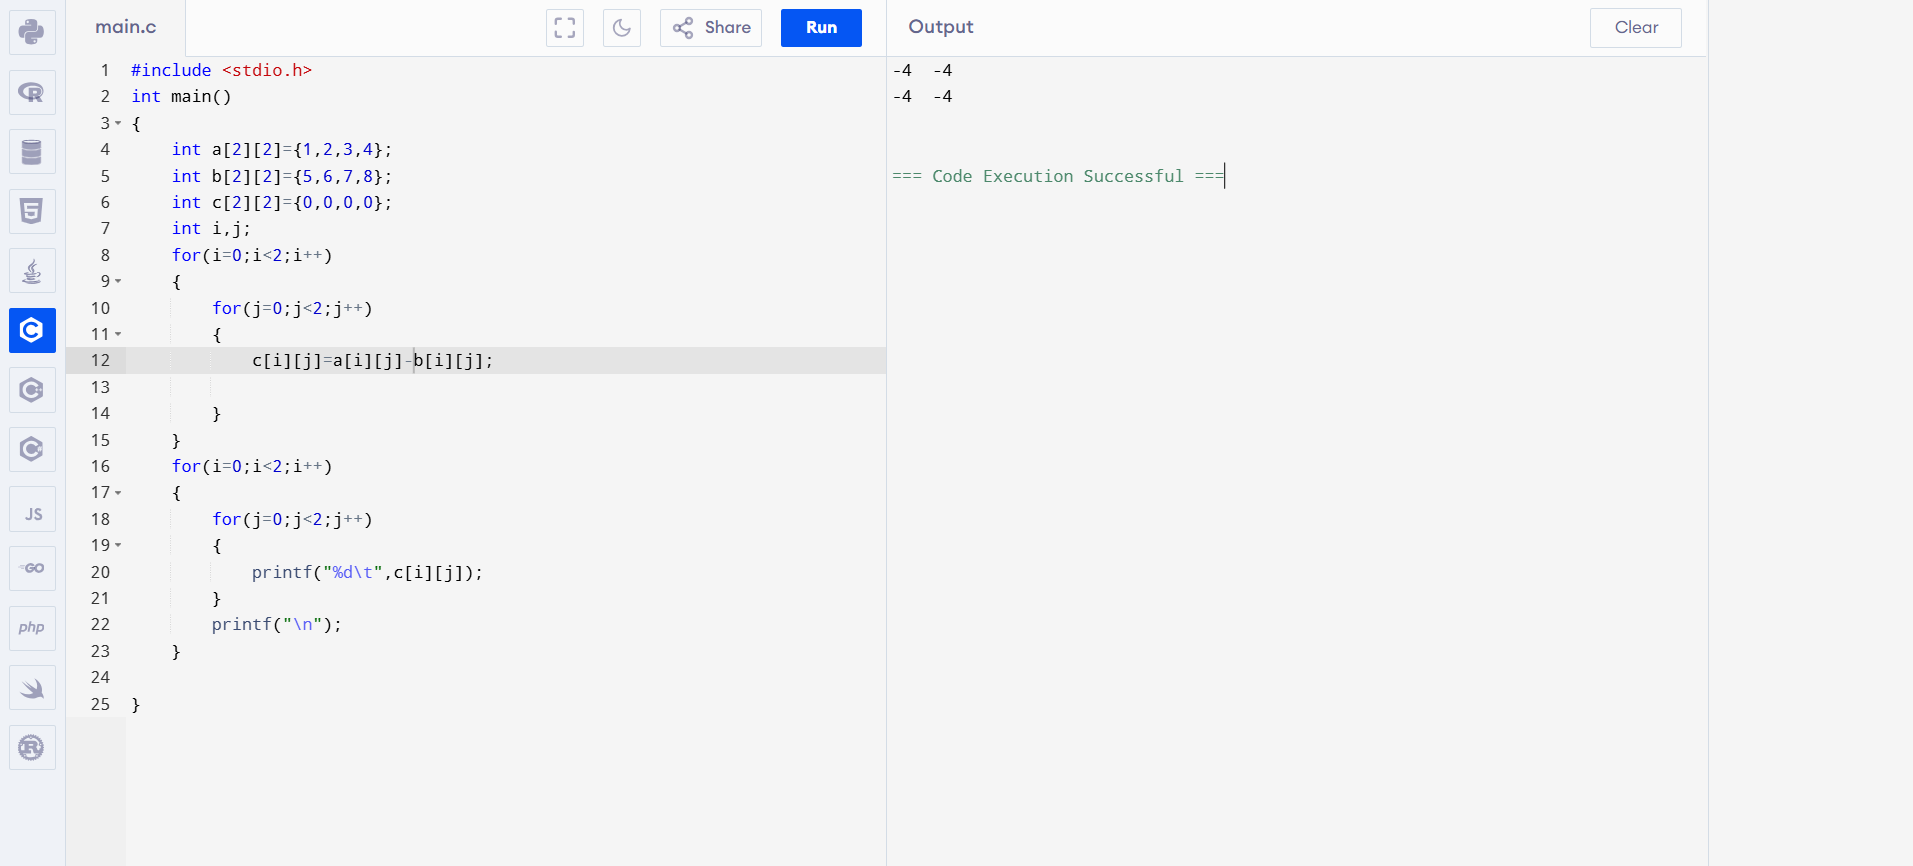 main.c
Share
Run
Output
Clear
1 #include <stdio.h>
2 int main()
3 {
4     int a[2][2]={1,2,3,4};
5     int b[2][2]={5,6,7,8};
6     int c[2][2]={0,0,0,0};
7     int i,j;
8     for(i=0;i<2;i++)
9     {
10         for(j=0;j<2;j++)
11         {
12             c[i][j]=a[i][j]-b[i][j];
13
14         }
15     }
16     for(i=0;i<2;i++)
17     {
18         for(j=0;j<2;j++)
19         {
20             printf("%d\t",c[i][j]);
21         }
22         printf("\n");
23     }
24
25 }
-4  -4
-4  -4
=== Code Execution Successful ===
R
5
C
C
C
JS
GO
php
R